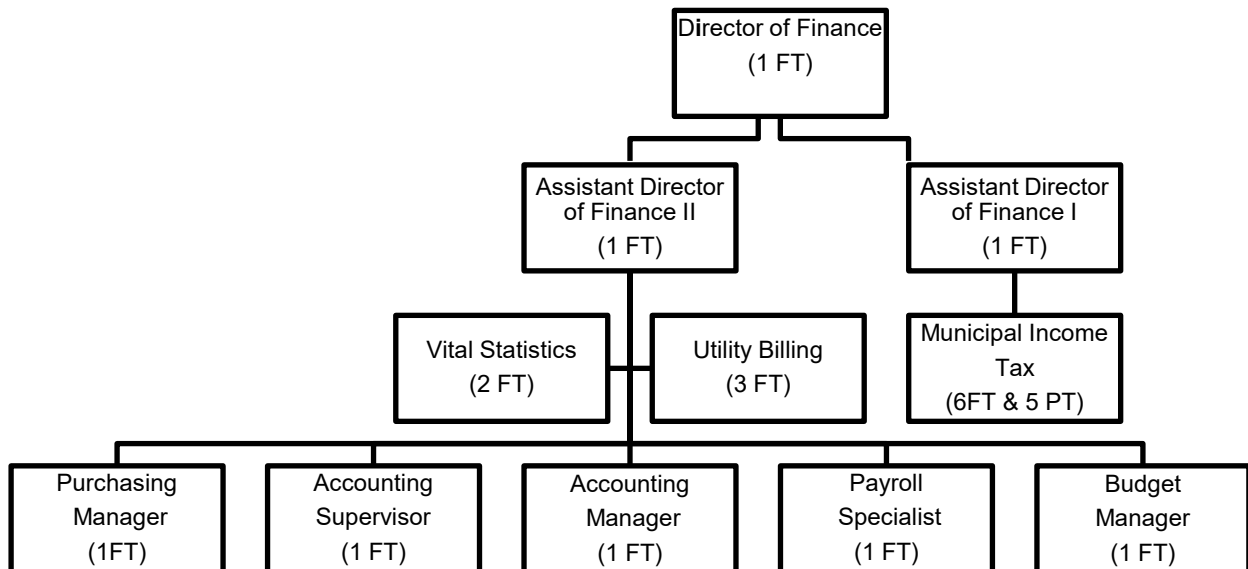 Director of Finance
(1 FT)
Assistant Director
of Finance II
(1 FT)
Assistant Director
of Finance I
(1 FT)
Vital Statistics
(2 FT)
Utility Billing
(3 FT)
Municipal Income
Tax
(6FT & 5 PT)
Purchasing
Manager
(1FT)
Accounting
Supervisor
(1 FT)
Accounting
Manager
(1 FT)
Payroll
Specialist
(1 FT)
Budget
Manager
(1 FT)